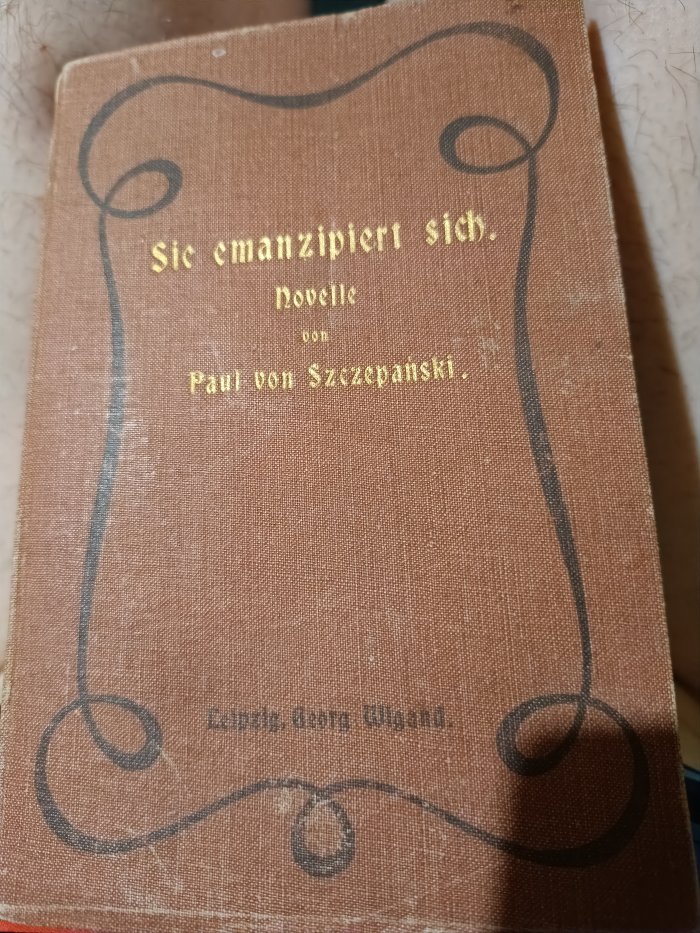 Sie emanzipiert sich.
Novelle
von
Paul von Szczepański.
Leipzig, Georg Wigand.